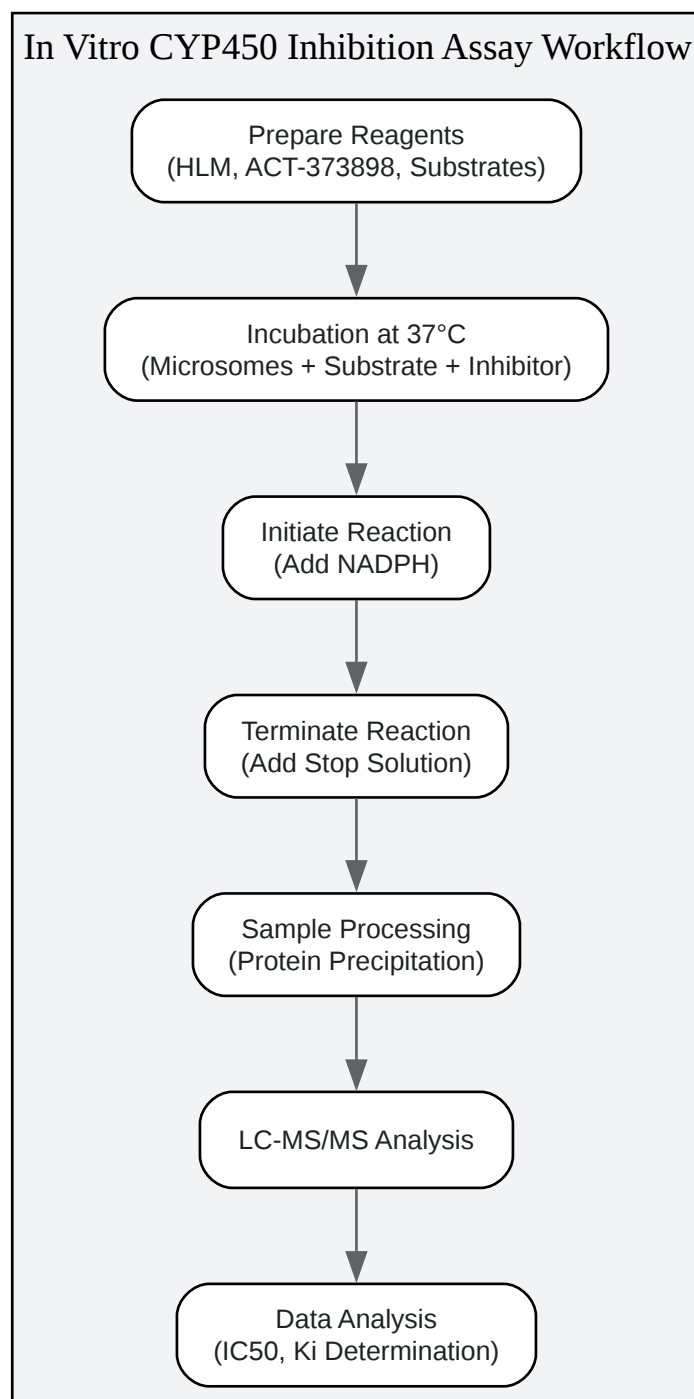 In Vitro CYP450 Inhibition Assay Workflow
Prepare Reagents
(HLM, ACT-373898, Substrates)
Incubation at 37°C
(Microsomes + Substrate + Inhibitor)
Initiate Reaction
(Add NADPH)
Terminate Reaction
(Add Stop Solution)
Sample Processing
(Protein Precipitation)
LC-MS/MS Analysis
Data Analysis
(IC50, Ki Determination)